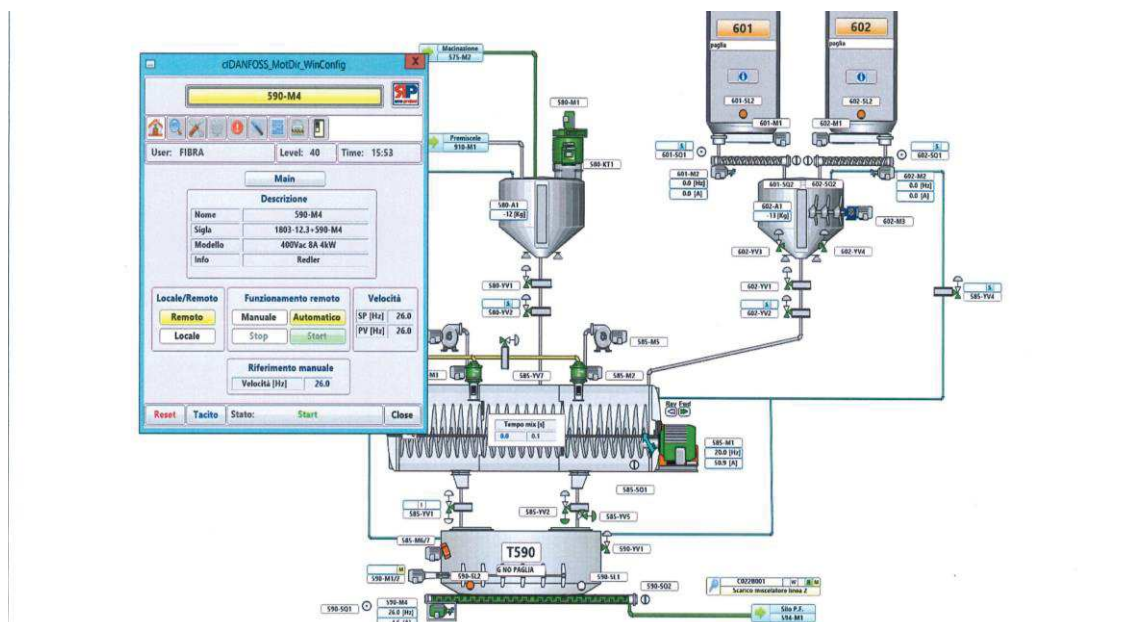 clDANFOSS_MotDir_WinConfig
X
590-M4
User: FIBRA
Level: 40
Time: 15:53
Main
Descrizione
Nome 590-M4
Sigla 1803-12.3+590-M4
Modello 400Vac 8A 4kW
Info Redler
Locale/Remoto
Remoto
Locale
Funzionamento remoto
Manuale Automatico
Stop Start
Velocità
SP [Hz] 26.0
PV [Hz] 26.0
Riferimento manuale
Velocità [Hz] 26.0
Reset Tacito Stato: Start Close
Macinazione
575-M2
Premiscele
910-M1
580-M1
580-KT1
580-A1
-12 [Kg]
580-YV1
580-YV2
601
paglia
601-SL2
602
paglia
602-SL2
601-M1
602-M1
601-SQ1
602-SQ1
601-M2
0.0 [Hz]
0.0 [A]
602-M2
0.0 [Hz]
0.0 [A]
601-SQ2
602-SQ2
602-A1
-13 [Kg]
602-M3
602-YV3
602-YV4
602-YV1
602-YV2
585-YV4
585-M5
585-YV7
585-M2
Tempo mix [s]
0.0 0.1
Rev Fwd
585-M1
20.0 [Hz]
50.9 [A]
585-SQ1
585-YV1
585-YV2
585-YV5
585-M6/7
590-YV1
T590
G NO PAGLIA
590-M1/2
590-SL2
590-SL1
590-SQ2
590-SQ1
590-M4
26.0 [Hz]
C022B001 W M
Scarico miscelatore linea 2
Silo P.F.
594-M1